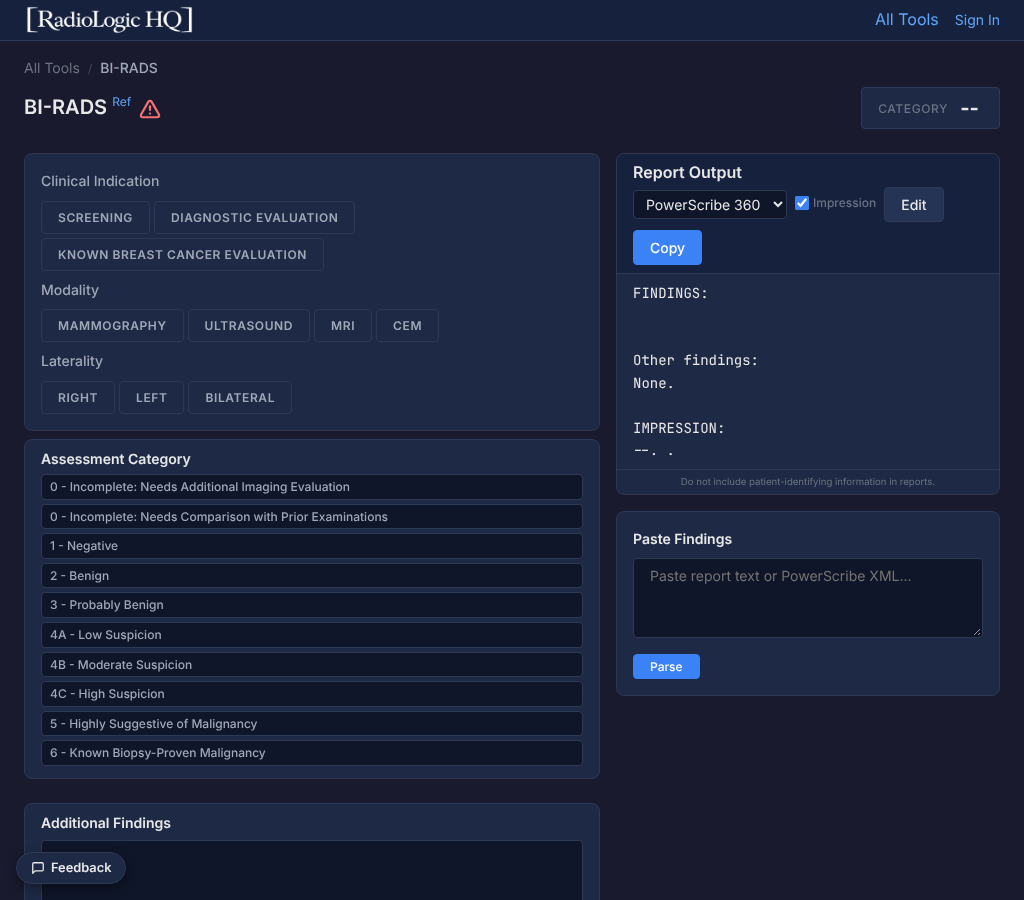 [RadioLogic HQ]
All Tools Sign In
All Tools / BI-RADS
BI-RADS Ref
CATEGORY --
Clinical Indication
SCREENING DIAGNOSTIC EVALUATION
KNOWN BREAST CANCER EVALUATION
Modality
MAMMOGRAPHY ULTRASOUND MRI CEM
Laterality
RIGHT LEFT BILATERAL
Assessment Category
0 - Incomplete: Needs Additional Imaging Evaluation
0 - Incomplete: Needs Comparison with Prior Examinations
1 - Negative
2 - Benign
3 - Probably Benign
4A - Low Suspicion
4B - Moderate Suspicion
4C - High Suspicion
5 - Highly Suggestive of Malignancy
6 - Known Biopsy-Proven Malignancy
Additional Findings
Feedback
Report Output
PowerScribe 360 Impression Edit
Copy
FINDINGS:
Other findings:
None.
IMPRESSION:
--. .
Do not include patient-identifying information in reports.
Paste Findings
Paste report text or PowerScribe XML...
Parse